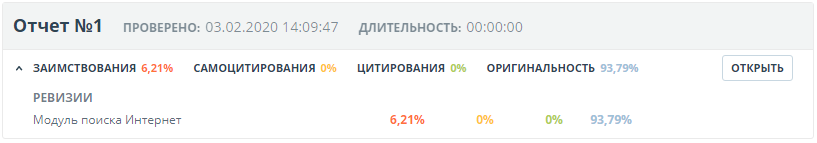 Отчет №1 ПРОВЕРЕНО: 03.02.2020 14:09:47 ДЛИТЕЛЬНОСТЬ: 00:00:00
ЗАИМСТВОВАНИЯ 6,21% САМОЦИТИРОВАНИЯ 0% ЦИТИРОВАНИЯ 0% ОРИГИНАЛЬНОСТЬ 93,79% ОТКРЫТЬ
РЕВИЗИИ
Модуль поиска Интернет 6,21% 0% 0% 93,79%